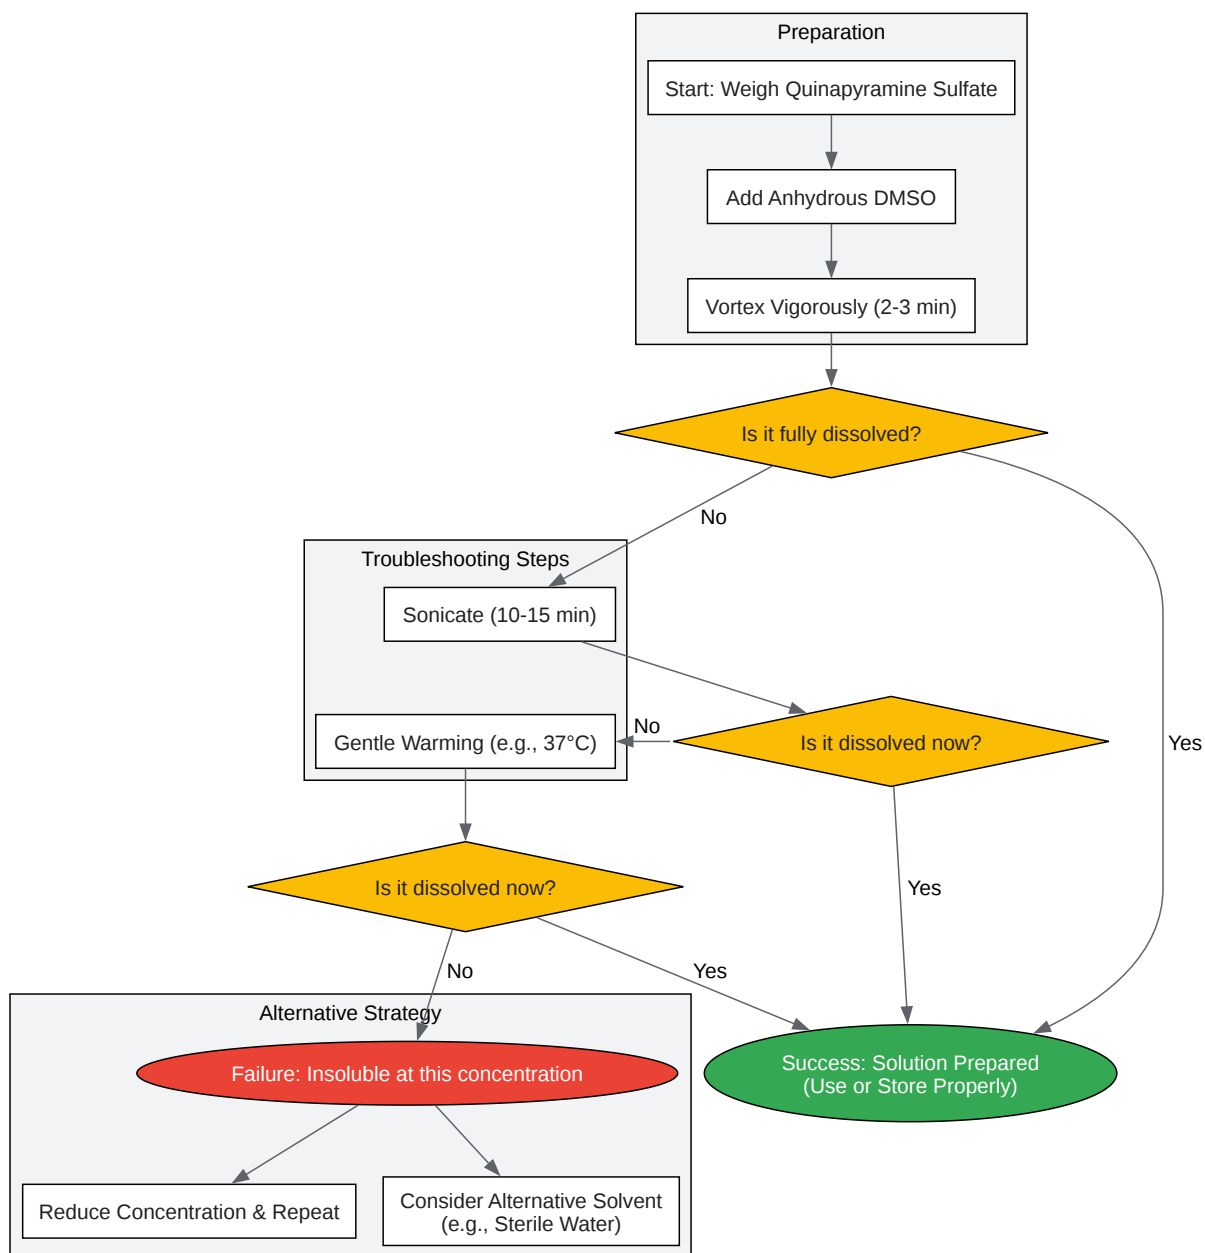 Preparation
Start: Weigh Quinapyramine Sulfate
Add Anhydrous DMSO
Vortex Vigorously (2-3 min)
Is it fully dissolved?
No
Troubleshooting Steps
Sonicate (10-15 min)
No
Gentle Warming (e.g., 37°C)
Is it dissolved now?
Yes
Is it dissolved now?
Yes
No
Yes
Alternative Strategy
Failure: Insoluble at this concentration
Success: Solution Prepared
(Use or Store Properly)
Reduce Concentration & Repeat
Consider Alternative Solvent
(e.g., Sterile Water)